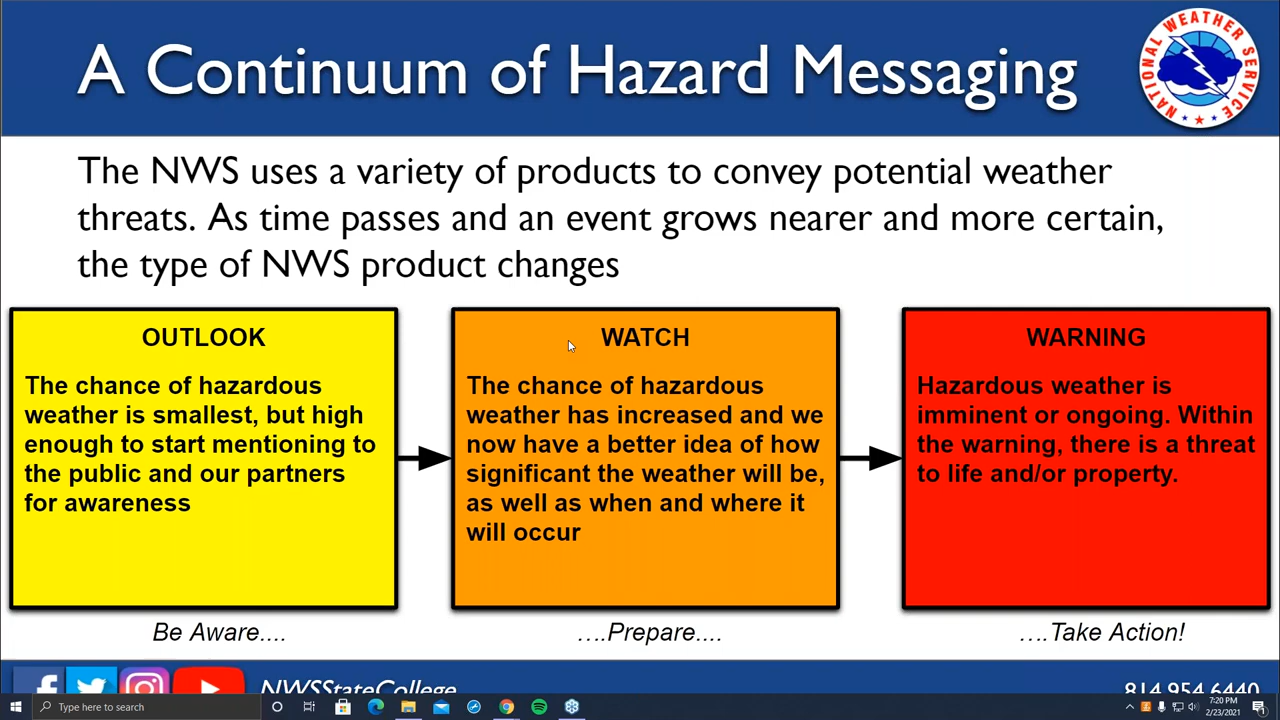 A Continuum of Hazard Messaging
NATIONAL WEATHER SERVICE
The NWS uses a variety of products to convey potential weather
threats. As time passes and an event grows nearer and more certain,
the type of NWS product changes
OUTLOOK
The chance of hazardous
weather is smallest, but high
enough to start mentioning to
the public and our partners
for awareness
WATCH
The chance of hazardous
weather has increased and we
now have a better idea of how
significant the weather will be,
as well as when and where it
will occur
WARNING
Hazardous weather is
imminent or ongoing. Within
the warning, there is a threat
to life and/or property.
Be Aware....
….Prepare....
….Take Action!
NWSStateCollege
814.954.6440
Type here to search
7:20 PM
2/23/2021